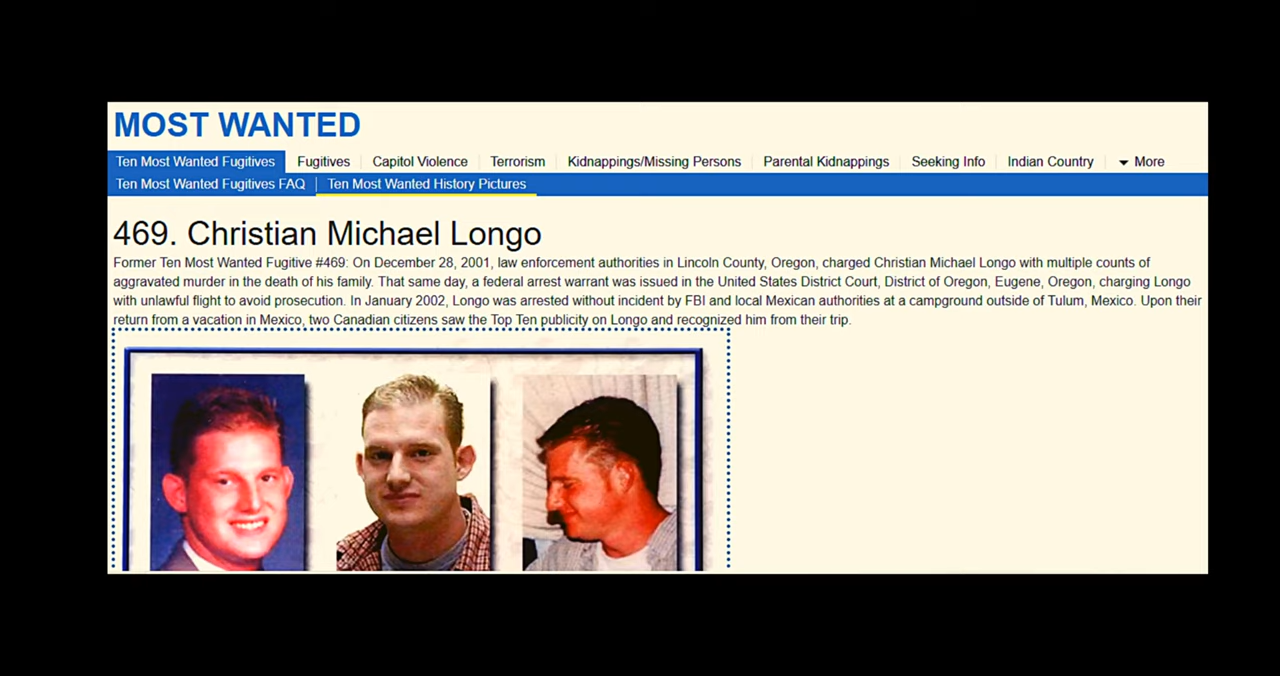 MOST WANTED
Ten Most Wanted Fugitives Fugitives Capitol Violence Terrorism Kidnappings/Missing Persons Parental Kidnappings Seeking Info Indian Country More
Ten Most Wanted Fugitives FAQ Ten Most Wanted History Pictures
469. Christian Michael Longo
Former Ten Most Wanted Fugitive #469: On December 28, 2001, law enforcement authorities in Lincoln County, Oregon, charged Christian Michael Longo with multiple counts of
aggravated murder in the death of his family. That same day, a federal arrest warrant was issued in the United States District Court, District of Oregon, Eugene, Oregon, charging Longo
with unlawful flight to avoid prosecution. In January 2002, Longo was arrested without incident by FBI and local Mexican authorities at a campground outside of Tulum, Mexico. Upon their
return from a vacation in Mexico, two Canadian citizens saw the Top Ten publicity on Longo and recognized him from their trip.